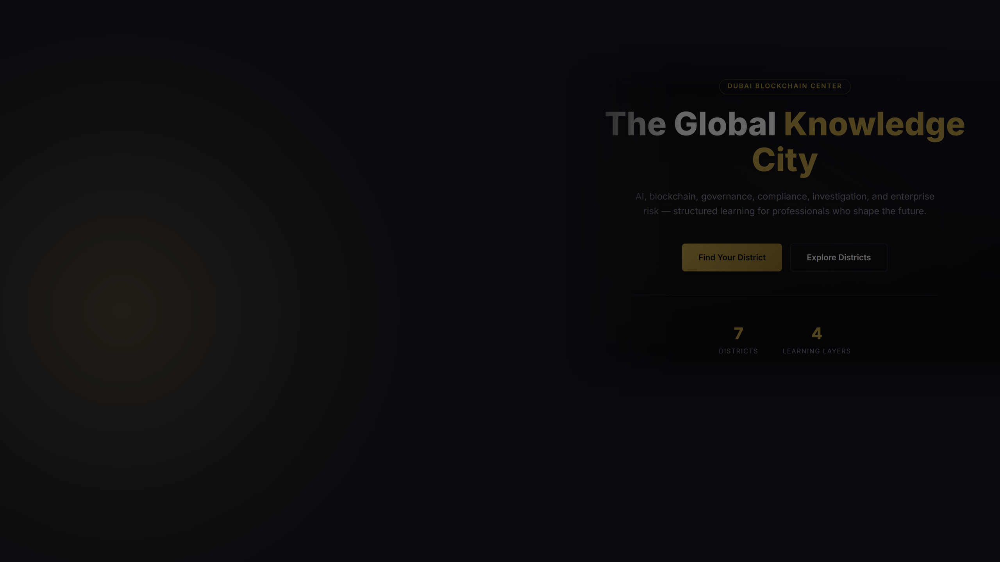 DUBAI BLOCKCHAIN CENTER
The Global Knowledge
City
AI, blockchain, governance, compliance, investigation, and enterprise
risk — structured learning for professionals who shape the future.
Find Your District
Explore Districts
7
DISTRICTS
4
LEARNING LAYERS